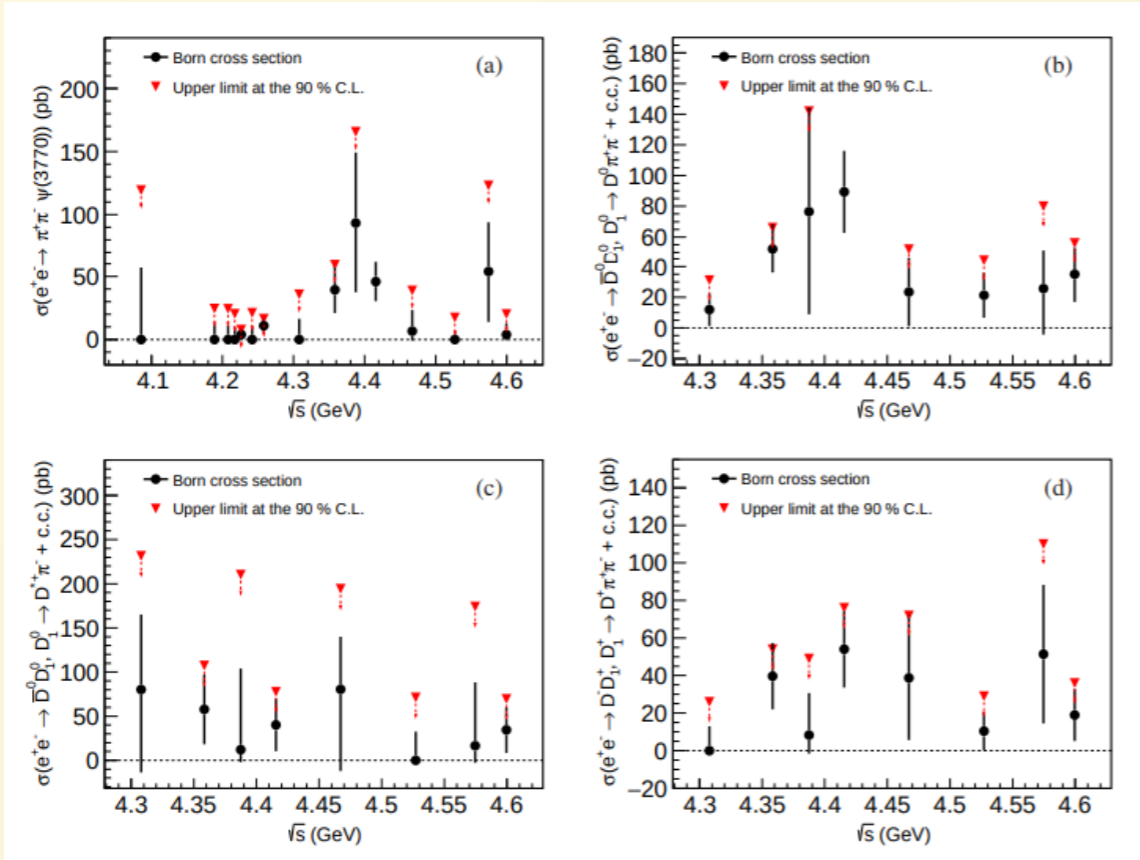 σ(e⁺e⁻→ π⁺π⁻ ψ(3770)) (pb)
Born cross section
Upper limit at the 90 % C.L.
(a)
200
150
100
50
0
4.1 4.2 4.3 4.4 4.5 4.6
√s (GeV)
σ(e⁺e⁻ → D̅⁰D₁⁰, D₁⁰ → D⁰π⁺π⁻ + c.c.) (pb)
Born cross section
Upper limit at the 90 % C.L.
(b)
180
160
140
120
100
80
60
40
20
0
−20
4.3 4.35 4.4 4.45 4.5 4.55 4.6
√s (GeV)
σ(e⁺e⁻ → D̅⁰D₁⁰, D₁⁰ → D*⁺π⁻ + c.c.) (pb)
Born cross section
Upper limit at the 90 % C.L.
(c)
300
250
200
150
100
50
0
4.3 4.35 4.4 4.45 4.5 4.55 4.6
√s (GeV)
σ(e⁺e⁻ → D⁻D₁⁺, D₁⁺ → D⁺π⁺π⁻ + c.c.) (pb)
Born cross section
Upper limit at the 90 % C.L.
(d)
140
120
100
80
60
40
20
0
−20
4.3 4.35 4.4 4.45 4.5 4.55 4.6
√s (GeV)